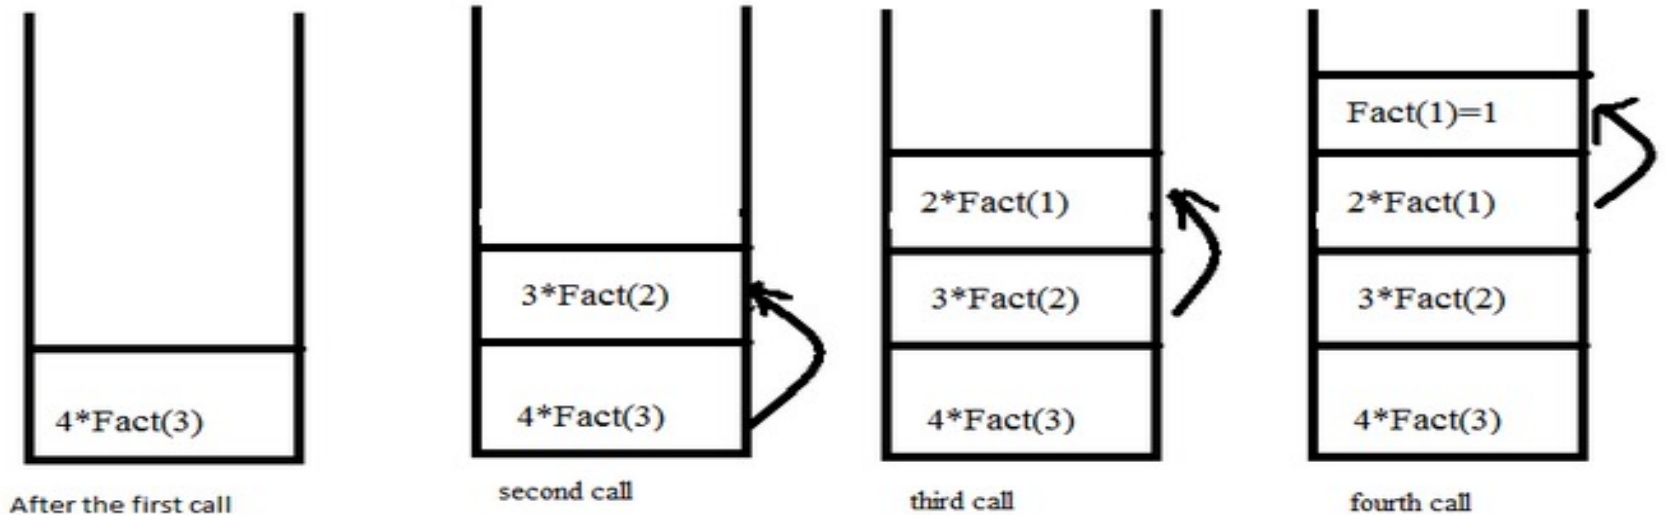 4*Fact(3)
After the first call
3*Fact(2)
4*Fact(3)
second call
2*Fact(1)
3*Fact(2)
4*Fact(3)
third call
Fact(1)=1
2*Fact(1)
3*Fact(2)
4*Fact(3)
fourth call